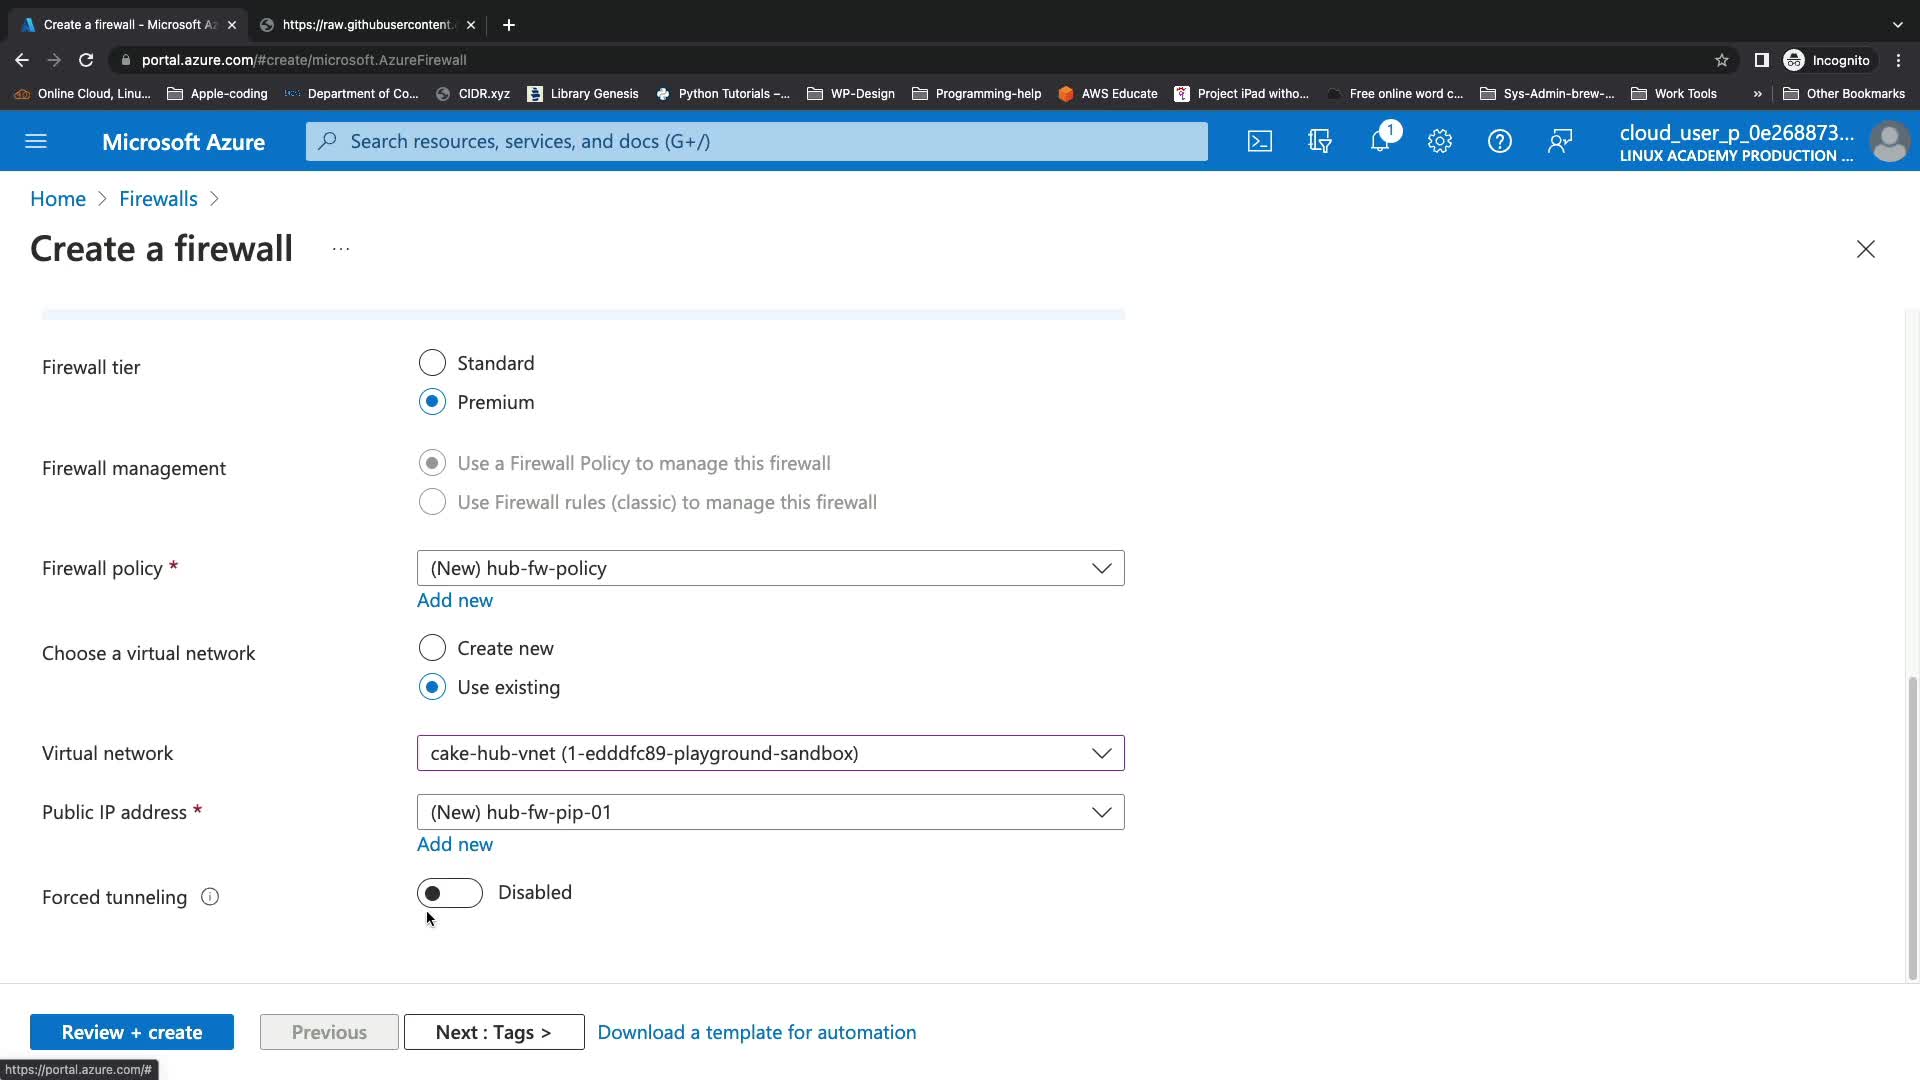 Create a firewall - Microsoft Az
https://raw.githubusercontent.
portal.azure.com/#create/microsoft.AzureFirewall
Incognito
Online Cloud, Linu...
Apple-coding
Department of Co...
CIDR.xyz
Library Genesis
Python Tutorials –...
WP-Design
Programming-help
AWS Educate
Project iPad witho...
Free online word c...
Sys-Admin-brew-...
Work Tools
»
Other Bookmarks
Microsoft Azure
Search resources, services, and docs (G+/)
1
cloud_user_p_0e268873...
LINUX ACADEMY PRODUCTION ...
Home > Firewalls >
Create a firewall ...
Firewall tier
Standard
Premium
Firewall management
Use a Firewall Policy to manage this firewall
Use Firewall rules (classic) to manage this firewall
Firewall policy *
(New) hub-fw-policy
Add new
Choose a virtual network
Create new
Use existing
Virtual network
cake-hub-vnet (1-edddfc89-playground-sandbox)
Public IP address *
(New) hub-fw-pip-01
Add new
Forced tunneling
Disabled
Review + create
Previous
Next : Tags >
Download a template for automation
https://portal.azure.com/#